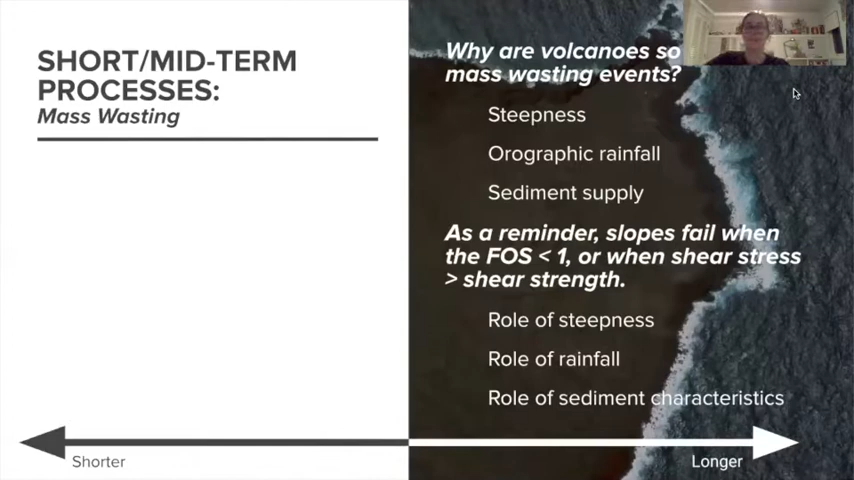 SHORT/MID-TERM
PROCESSES:
Mass Wasting
Why are volcanoes so
mass wasting events?
Steepness
Orographic rainfall
Sediment supply
As a reminder, slopes fail when
the FOS < 1, or when shear stress
> shear strength.
Role of steepness
Role of rainfall
Role of sediment characteristics
Shorter
Longer